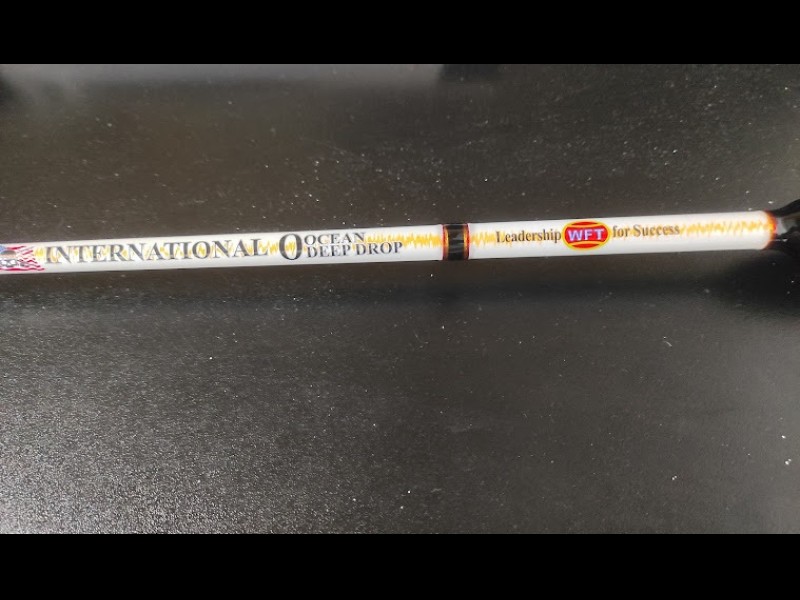 INTERNATIONAL O OCEAN
DEEP DROP
Leadership WFT for Success